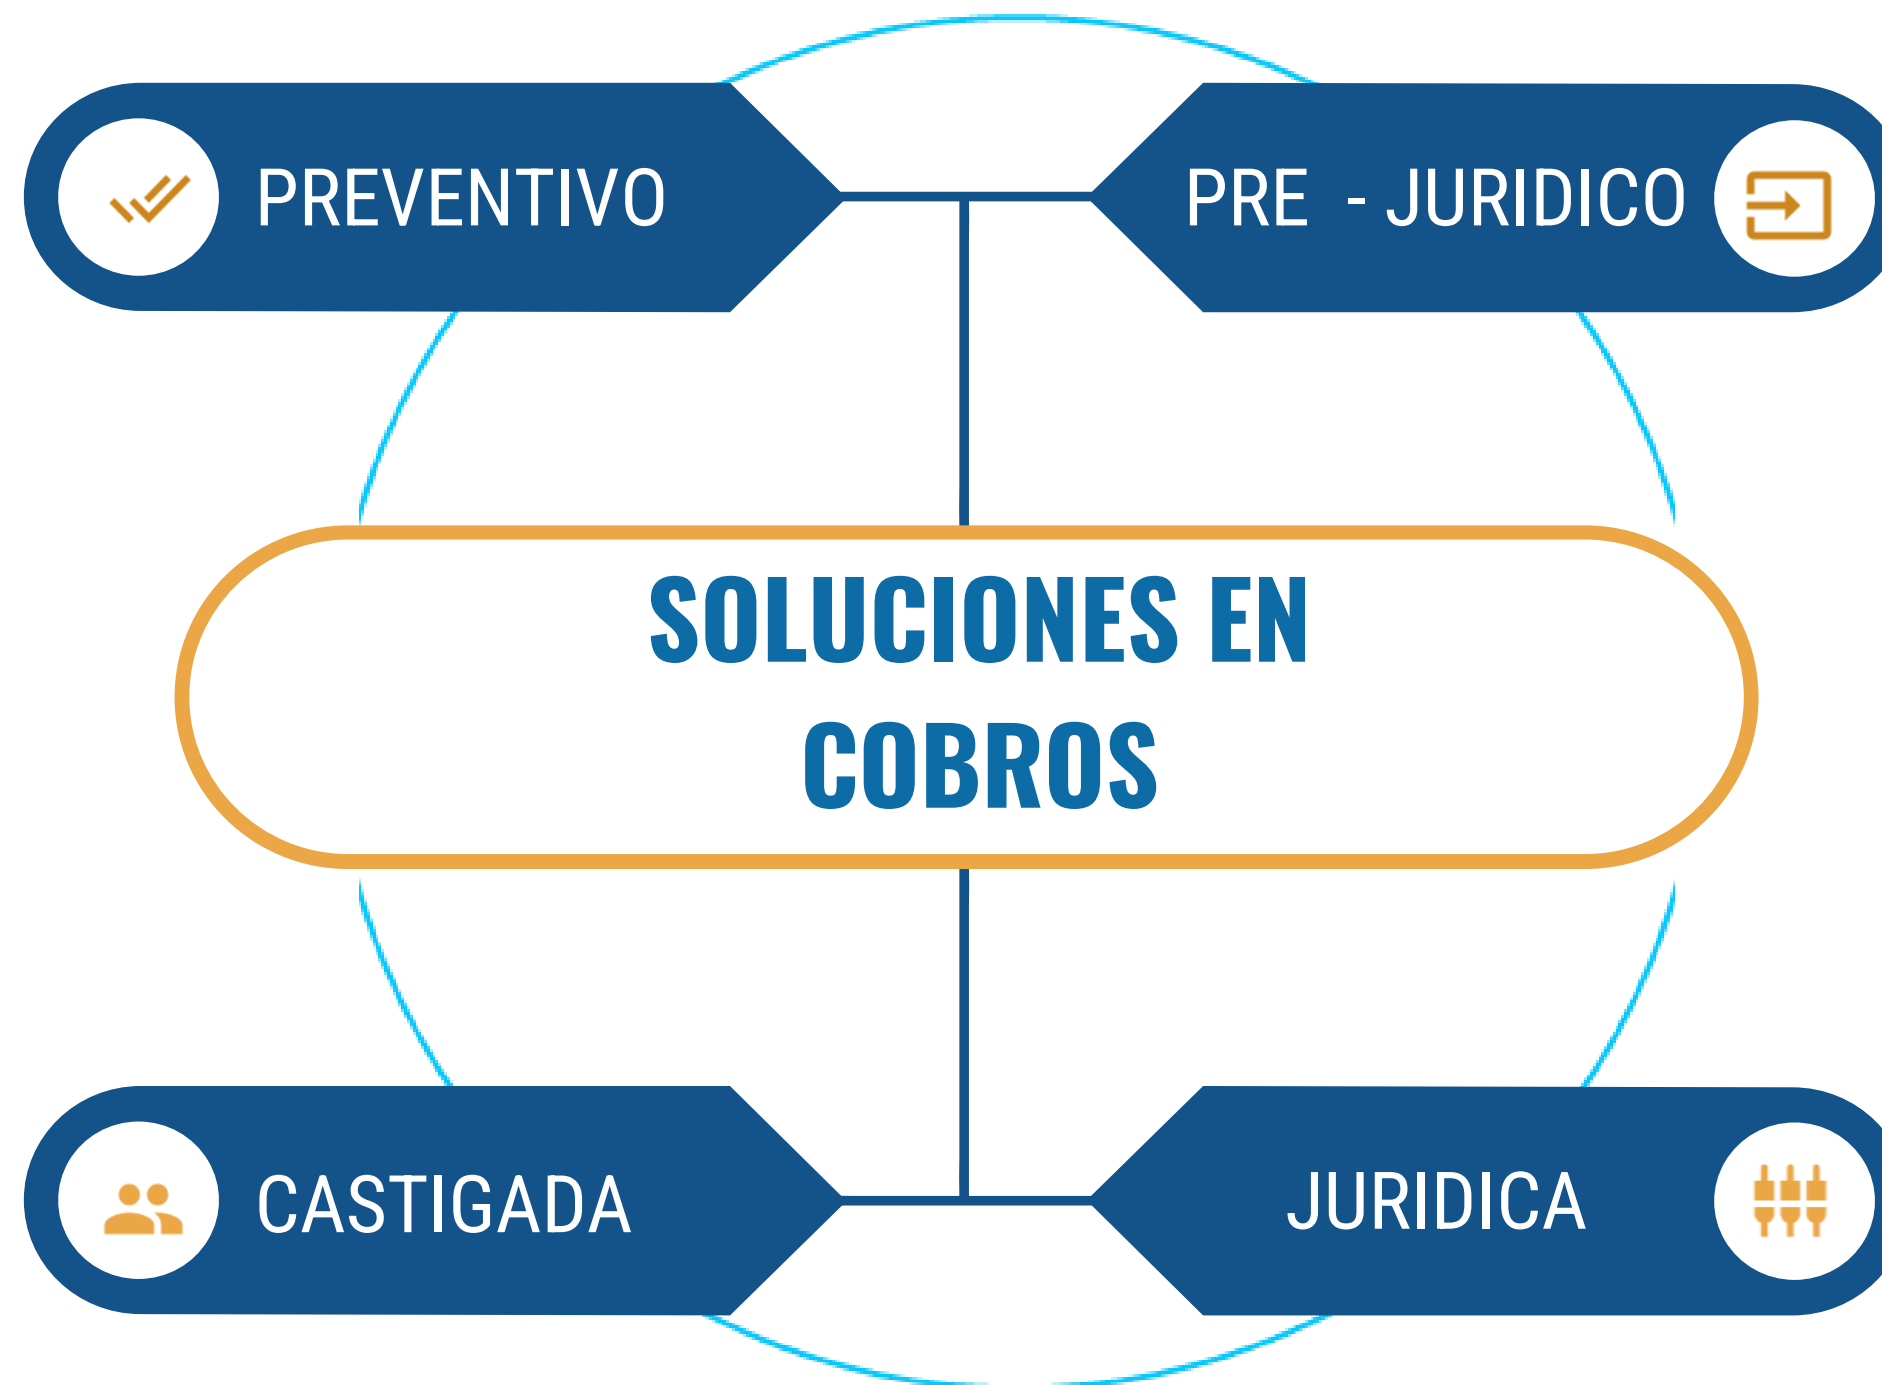 PREVENTIVO
PRE - JURIDICO
SOLUCIONES EN
COBROS
CASTIGADA
JURIDICA